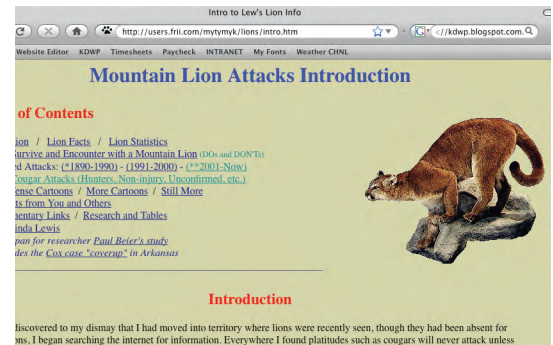 Intro to Lew's Lion Info
http://users.frii.com/mytymyk/lions/intro.htm
//kdwp.blogspot.com.
Website Editor KDWP Timesheets Paycheck INTRANET My Fonts Weather CHNL
Mountain Lion Attacks Introduction
of Contents
ion / Lion Facts / Lion Statistics
Survive and Encounter with a Mountain Lion (DOs and DON'Ts)
ed Attacks: (*1890-1990) - (1991-2000) - (**2001-Now)
Cougar Attacks (Hunters, Non-injury, Unconfirmed, etc.)
ense Cartoons / More Cartoons / Still More
ts from You and Others
mentary Links / Research and Tables
inda Lewis
pan for researcher Paul Beier's study
des the Cox case "coverup" in Arkansas
Introduction
discovered to my dismay that I had moved into territory where lions were recently seen, though they had been absent for
ons, I began searching the internet for information. Everywhere I found platitudes such as cougars will never attack unless